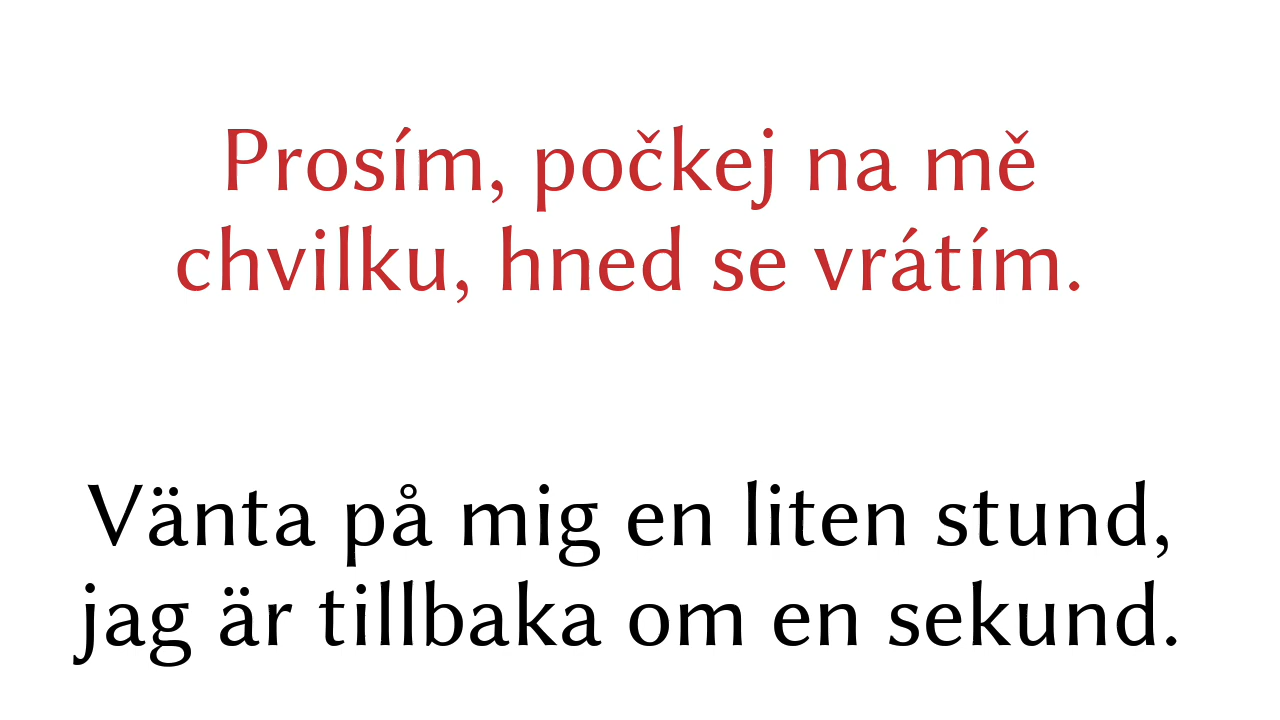 Prosím, počkej na mě
chvilku, hned se vrátím.
Vänta på mig en liten stund,
jag är tillbaka om en sekund.